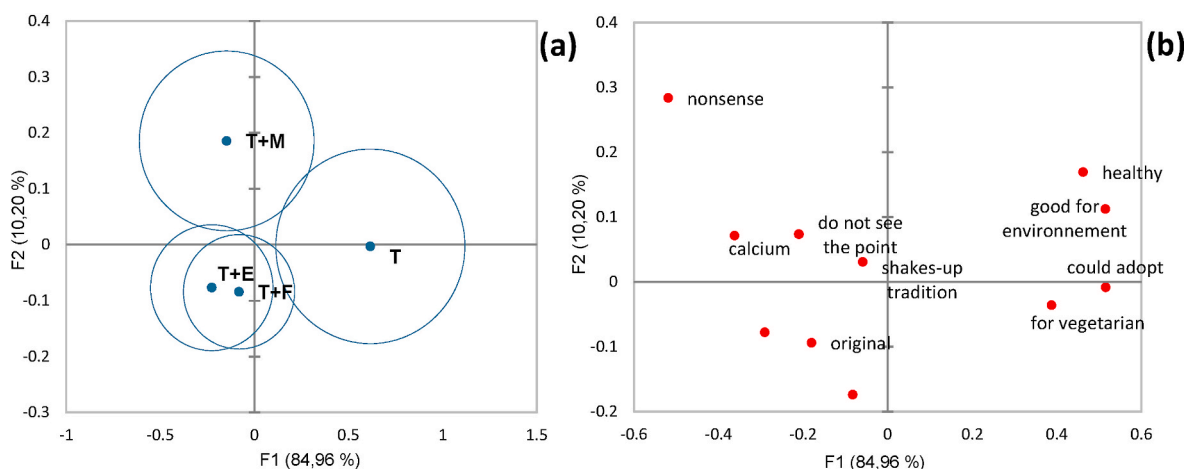 (a)
0.4
0.3
0.2
0.1
0
-0.1
-0.2
-0.3
T+M
T
T+E
T+F
-1
-0.5
0
0.5
1
1.5
F1 (84,96 %)
F2 (10,20 %)
(b)
0.4
0.3
0.2
0.1
0
-0.1
-0.2
nonsense
healthy
good for
environnement
do not see
the point
calcium
shakes-up
tradition
could adopt
for vegetarian
original
-0.6
-0.4
-0.2
0
0.2
0.4
0.6
F1 (84,96 %)
F2 (10,20 %)